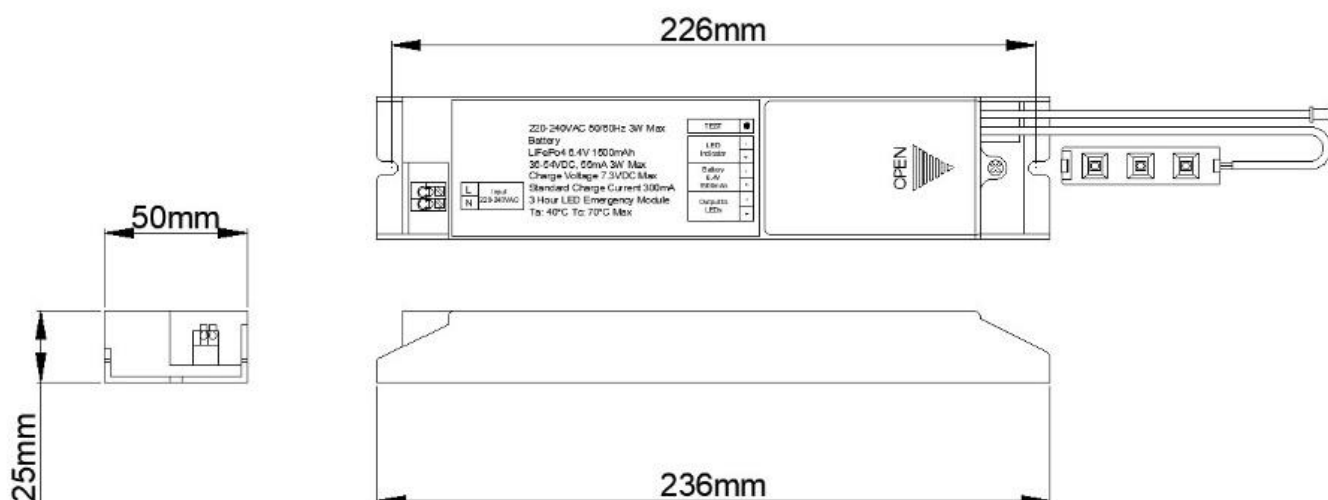 226mm
220-240VAC 50/60Hz 3W Max
Battery
LiFePo4 6.4V 1500mAh
36-54VDC, 55mA 3W Max
Charge Voltage 7.3VDC Max
Standard Charge Current 300mA
3 Hour LED Emergency Module
Ta: 40°C Tc: 70°C Max
L
N
Input
220-240VAC
TEST
LED
Indicator
Battery
6.4V
Output to
LEDs
OPEN
50mm
25mm
236mm